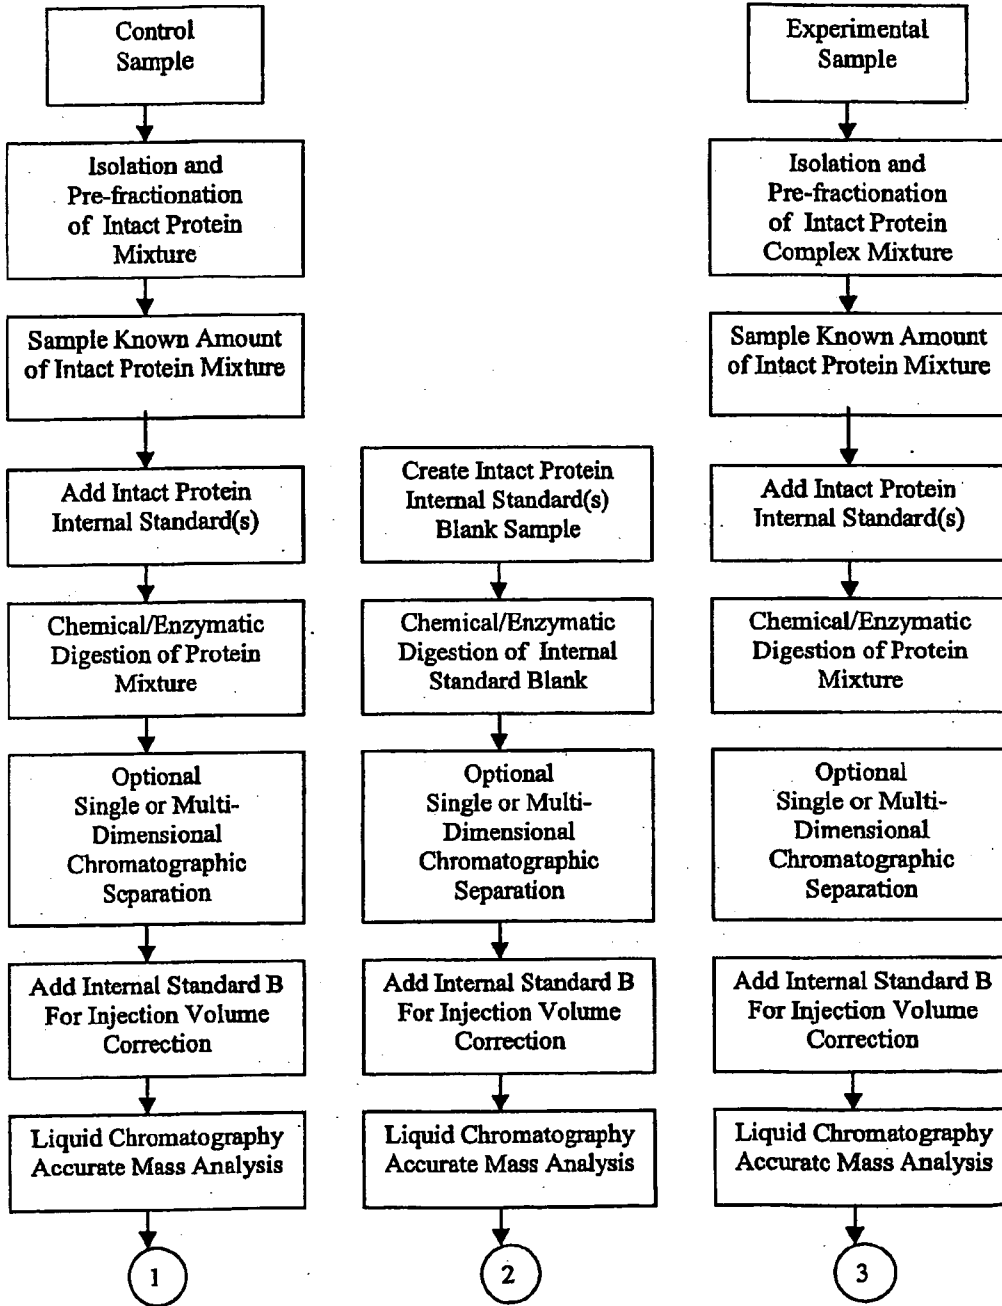 Control
Sample
Isolation and
Pre-fractionation
of Intact Protein
Mixture
Sample Known Amount
of Intact Protein Mixture
Add Intact Protein
Internal Standard(s)
Chemical/Enzymatic
Digestion of Protein
Mixture
Optional
Single or Multi-
Dimensional
Chromatographic
Separation
Add Internal Standard B
For Injection Volume
Correction
Liquid Chromatography
Accurate Mass Analysis
1
Create Intact Protein
Internal Standard(s)
Blank Sample
Chemical/Enzymatic
Digestion of Internal
Standard Blank
Optional
Single or Multi-
Dimensional
Chromatographic
Separation
Add Internal Standard B
For Injection Volume
Correction
Liquid Chromatography
Accurate Mass Analysis
2
Experimental
Sample
Isolation and
Pre-fractionation
of Intact Protein
Complex Mixture
Sample Known Amount
of Intact Protein Mixture
Add Intact Protein
Internal Standard(s)
Chemical/Enzymatic
Digestion of Protein
Mixture
Optional
Single or Multi-
Dimensional
Chromatographic
Separation
Add Internal Standard B
For Injection Volume
Correction
Liquid Chromatography
Accurate Mass Analysis
3